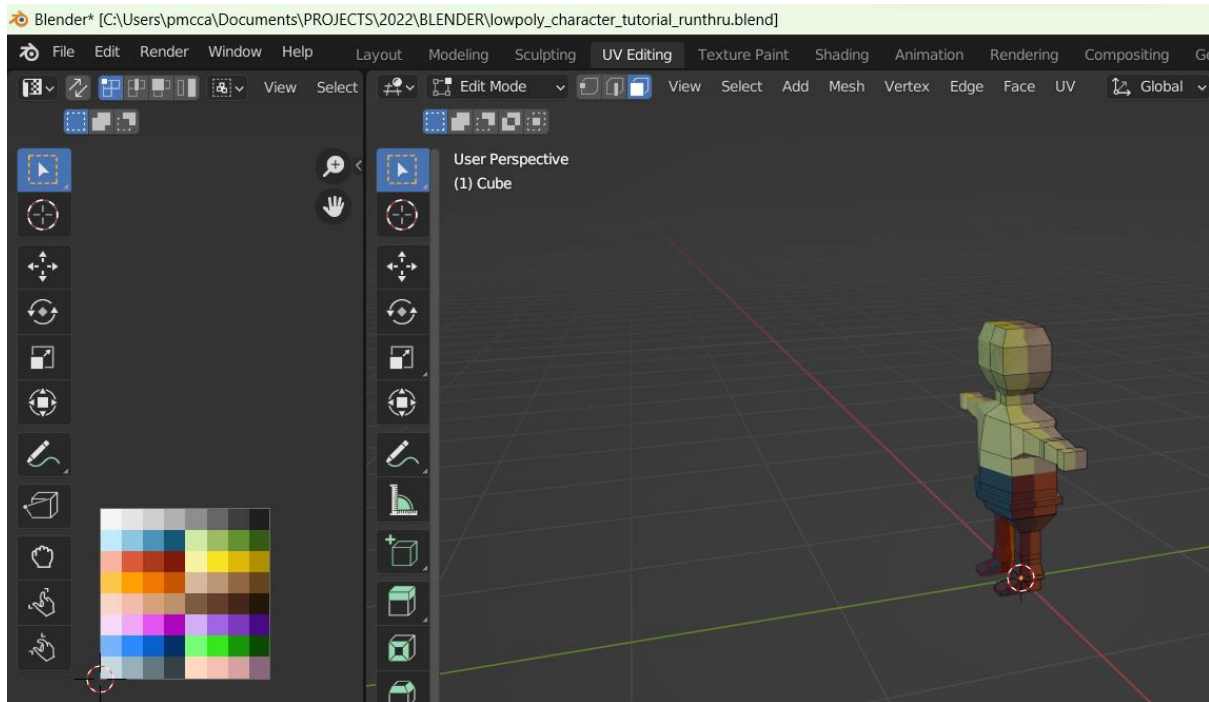 Blender* [C:\Users\pmcca\Documents\PROJECTS\2022\BLENDER\lowpoly_character_tutorial_runthru.blend]
File Edit Render Window Help Layout Modeling Sculpting UV Editing Texture Paint Shading Animation Rendering Compositing Ge
View Select Edit Mode View Select Add Mesh Vertex Edge Face UV Global
User Perspective
(1) Cube